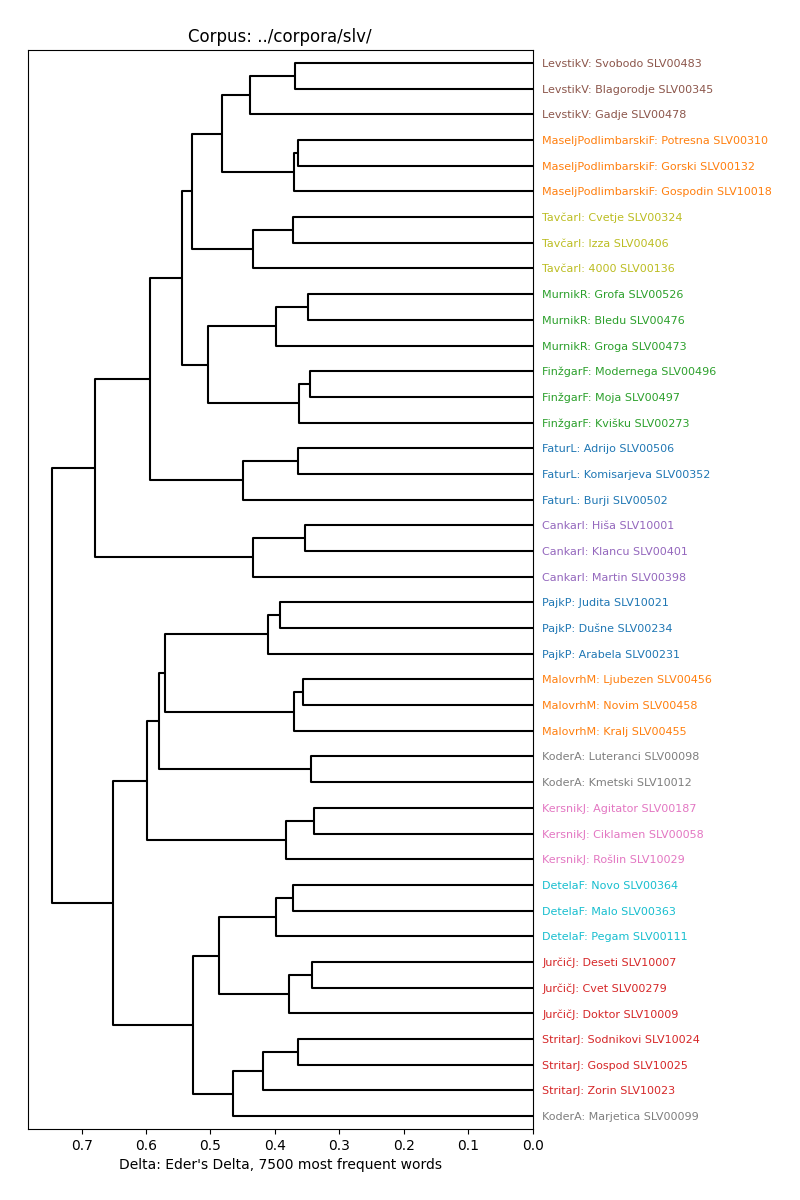 Corpus: ../corpora/slv/
LevstikV: Svobodo SLV00483
LevstikV: Blagorodje SLV00345
LevstikV: Gadje SLV00478
MaseljPodlimbarskiF: Potresna SLV00310
MaseljPodlimbarskiF: Gorski SLV00132
MaseljPodlimbarskiF: Gospodin SLV10018
TavčarI: Cvetje SLV00324
TavčarI: Izza SLV00406
TavčarI: 4000 SLV00136
MurnikR: Grofa SLV00526
MurnikR: Bledu SLV00476
MurnikR: Groga SLV00473
FinžgarF: Modernega SLV00496
FinžgarF: Moja SLV00497
FinžgarF: Kvišku SLV00273
FaturL: Adrijo SLV00506
FaturL: Komisarjeva SLV00352
FaturL: Burji SLV00502
CankarI: Hiša SLV10001
CankarI: Klancu SLV00401
CankarI: Martin SLV00398
PajkP: Judita SLV10021
PajkP: Dušne SLV00234
PajkP: Arabela SLV00231
MalovrhM: Ljubezen SLV00456
MalovrhM: Novim SLV00458
MalovrhM: Kralj SLV00455
KoderA: Luteranci SLV00098
KoderA: Kmetski SLV10012
KersnikJ: Agitator SLV00187
KersnikJ: Ciklamen SLV00058
KersnikJ: Rošlin SLV10029
DetelaF: Novo SLV00364
DetelaF: Malo SLV00363
DetelaF: Pegam SLV00111
JurčičJ: Deseti SLV10007
JurčičJ: Cvet SLV00279
JurčičJ: Doktor SLV10009
StritarJ: Sodnikovi SLV10024
StritarJ: Gospod SLV10025
StritarJ: Zorin SLV10023
KoderA: Marjetica SLV00099
0.7 0.6 0.5 0.4 0.3 0.2 0.1 0.0
Delta: Eder's Delta, 7500 most frequent words